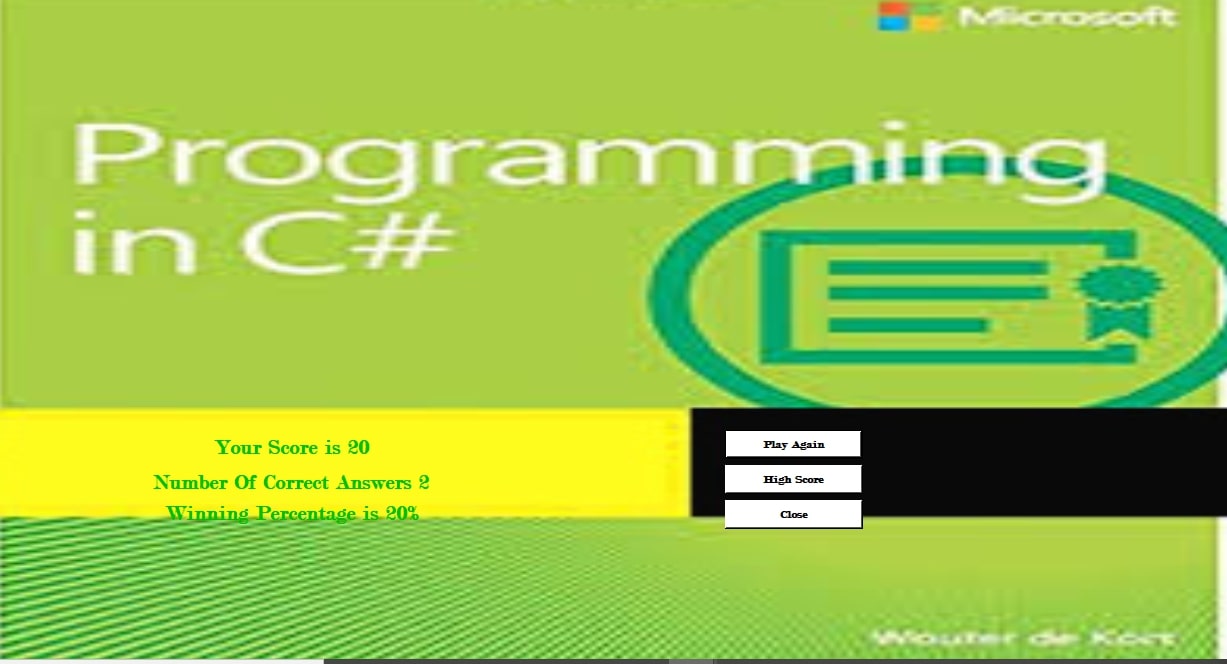 Microsoft
Programming
in C#
Your Score is 20
Number Of Correct Answers 2
Winning Percentage is 20%
Play Again
High Score
Close
Wouter de Kort